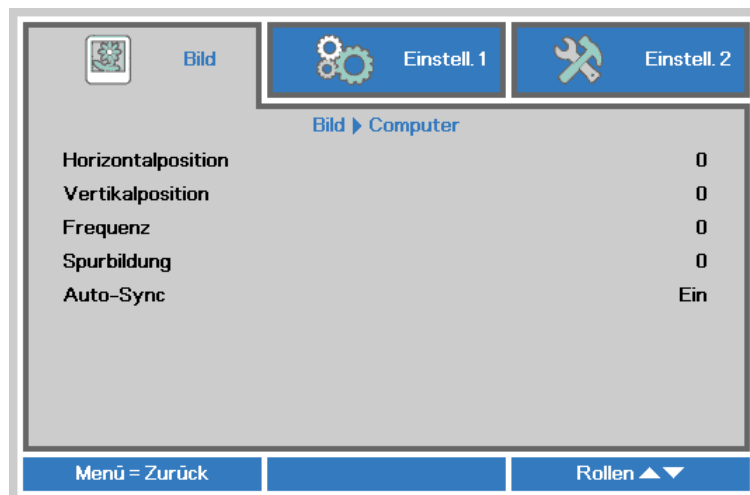 Bild
Einstell. 1
Einstell. 2
Bild ▶ Computer
Horizontalposition 0
Vertikalposition 0
Frequenz 0
Spurbildung 0
Auto-Sync Ein
Menü = Zurück
Rollen ▲▼